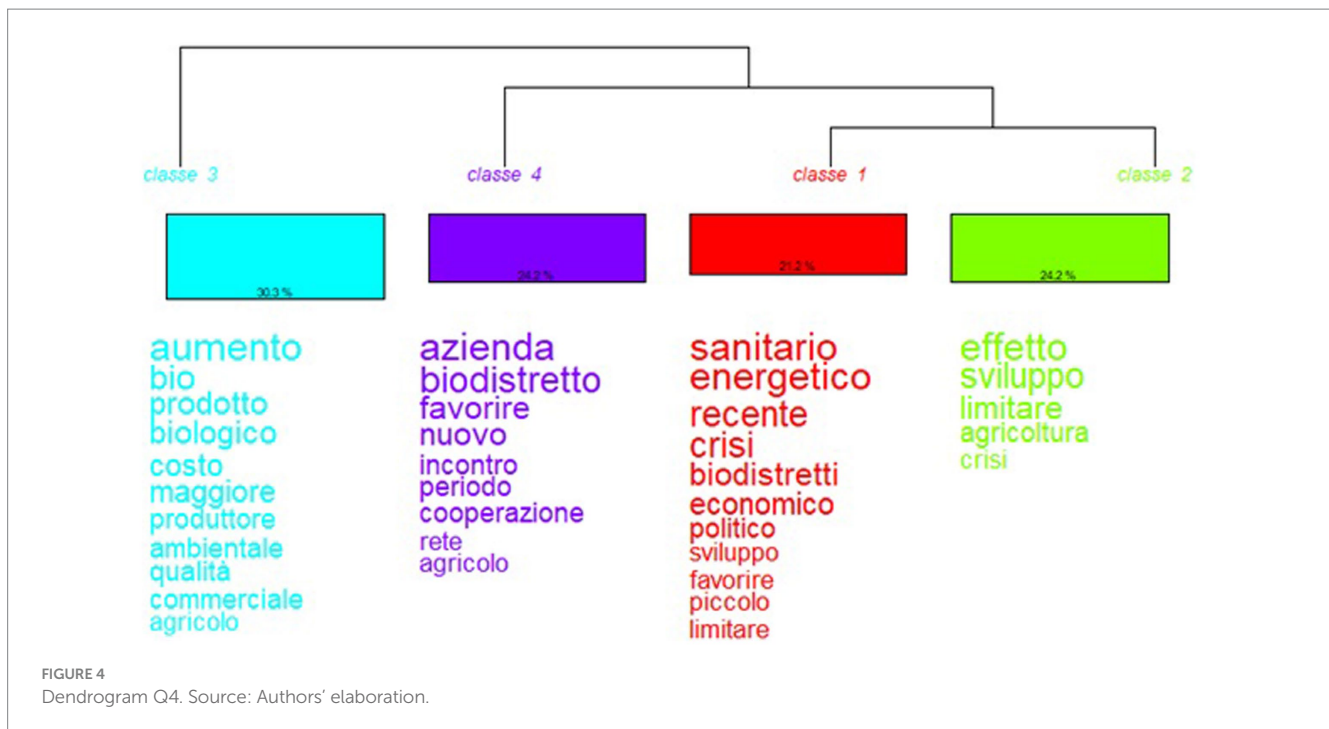 classe 3
classe 4
classe 1
classe 2
30.3 %
24.2 %
21.2 %
24.2 %
aumento
bio
prodotto
biologico
costo
maggiore
produttore
ambientale
qualità
commerciale
agricolo
azienda
biodistretto
favorire
nuovo
incontro
periodo
cooperazione
rete
agricolo
sanitario
energetico
recente
crisi
biodistretti
economico
politico
sviluppo
favorire
piccolo
limitare
effetto
sviluppo
limitare
agricoltura
crisi
FIGURE 4
Dendrogram Q4. Source: Authors' elaboration.